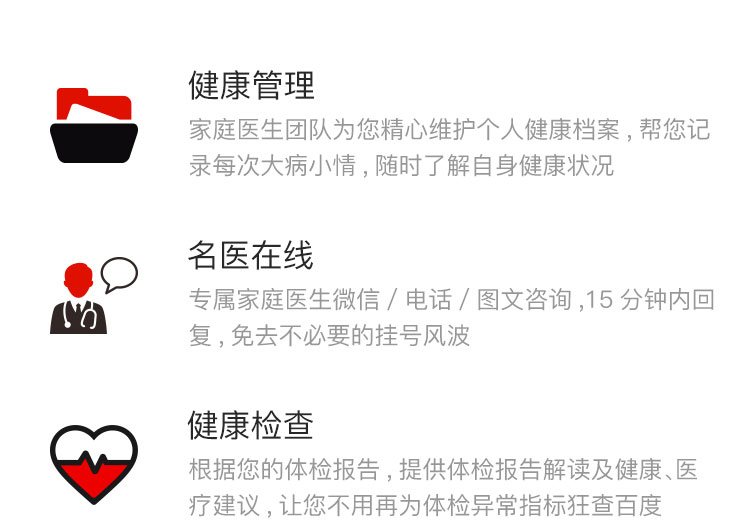 健康管理
家庭医生团队为您精心维护个人健康档案，帮您记
录每次大病小情，随时了解自身健康状况
名医在线
专属家庭医生微信 / 电话 / 图文咨询 ,15 分钟内回
复，免去不必要的挂号风波
健康检查
根据您的体检报告，提供体检报告解读及健康、医
疗建议，让您不用再为体检异常指标狂查百度